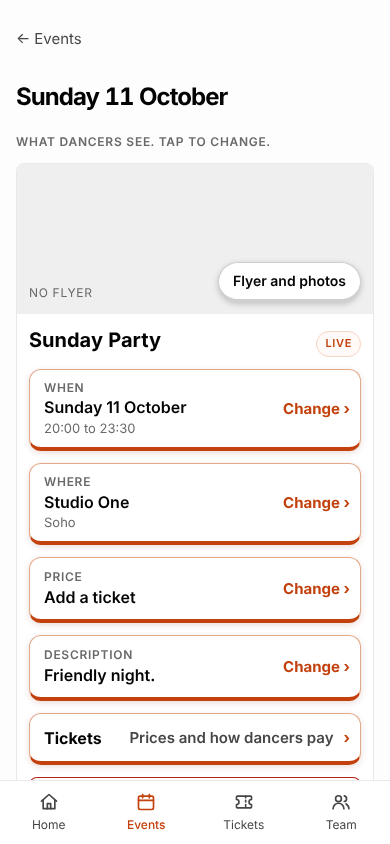 ← Events
Sunday 11 October
WHAT DANCERS SEE. TAP TO CHANGE.
NO FLYER
Flyer and photos
Sunday Party
LIVE
WHEN
Sunday 11 October
20:00 to 23:30
Change ›
WHERE
Studio One
Soho
Change ›
PRICE
Add a ticket
Change ›
DESCRIPTION
Friendly night.
Change ›
Tickets Prices and how dancers pay ›
Home Events Tickets Team